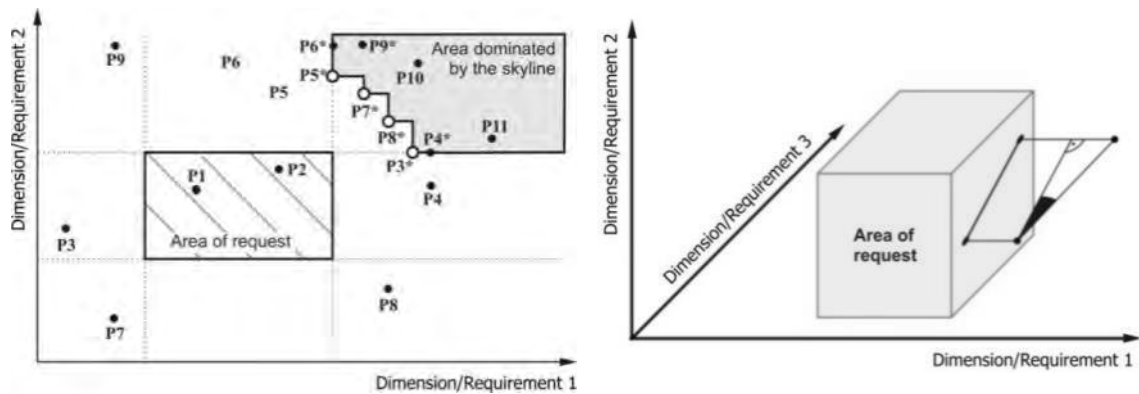 Dimension/Requirement 2
P9
P6
P5
P6*
P9*
Area dominated
by the skyline
P5*
P10
P7*
P8*
P4*
P11
P3*
P1
P2
P4
Area of request
P3
P8
P7
Dimension/Requirement 1
Dimension/Requirement 2
Dimension/Requirement 3
Area of
request
Dimension/Requirement 1